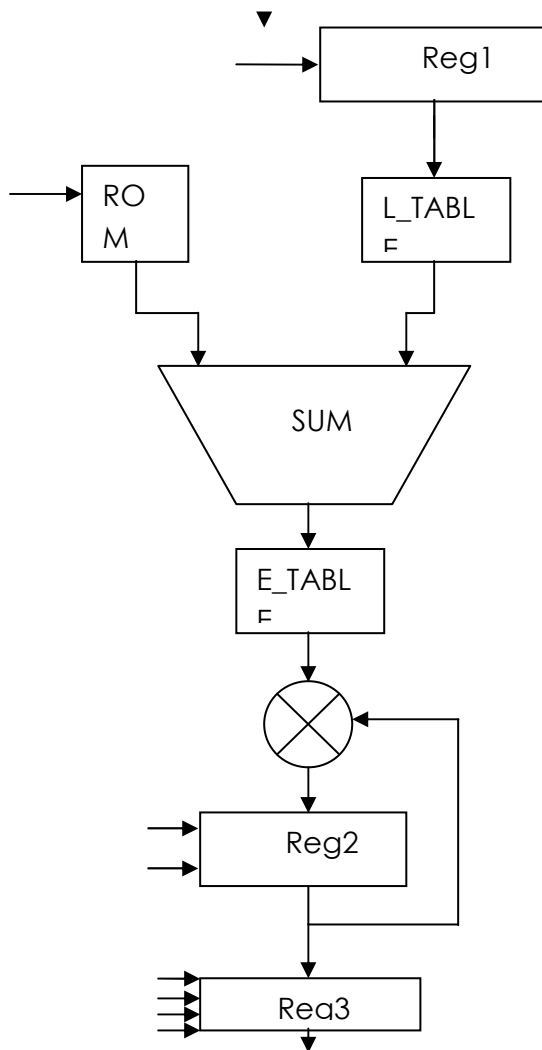 Reg1
RO
M
L_TABL
E
SUM
E_TABL
E
Reg2
Reg3